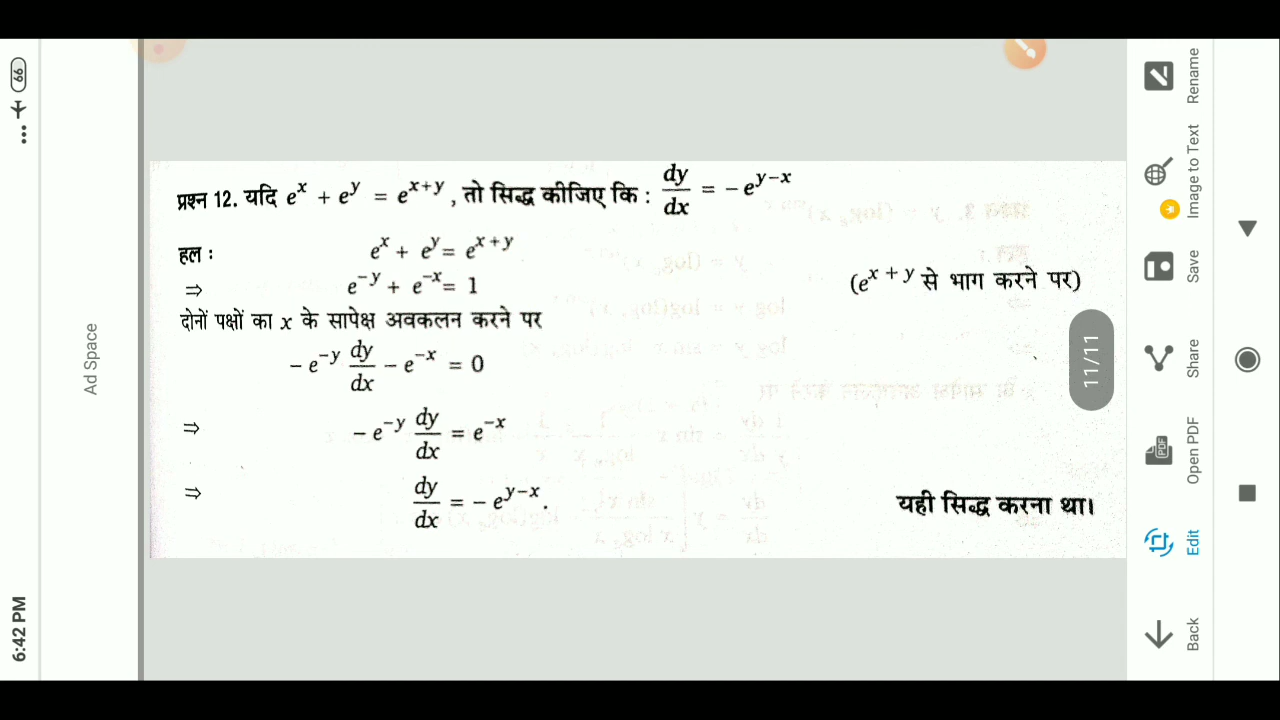 प्रश्न 12. यदि e^x + e^y = e^{x+y}, तो सिद्ध कीजिए कि : dy/dx = – e^{y–x}
हल : e^x + e^y = e^{x+y}
⇒ e^{–y} + e^{–x} = 1 (e^{x+y} से भाग करने पर)
दोनों पक्षों का x के सापेक्ष अवकलन करने पर
– e^{–y} dy/dx – e^{–x} = 0
⇒ – e^{–y} dy/dx = e^{–x}
⇒ dy/dx = – e^{y–x}. यही सिद्ध करना था।
11/11
Ad Space
6:42 PM
66
Rename
Image to Text
Save
Share
Open PDF
PDF
Edit
Back